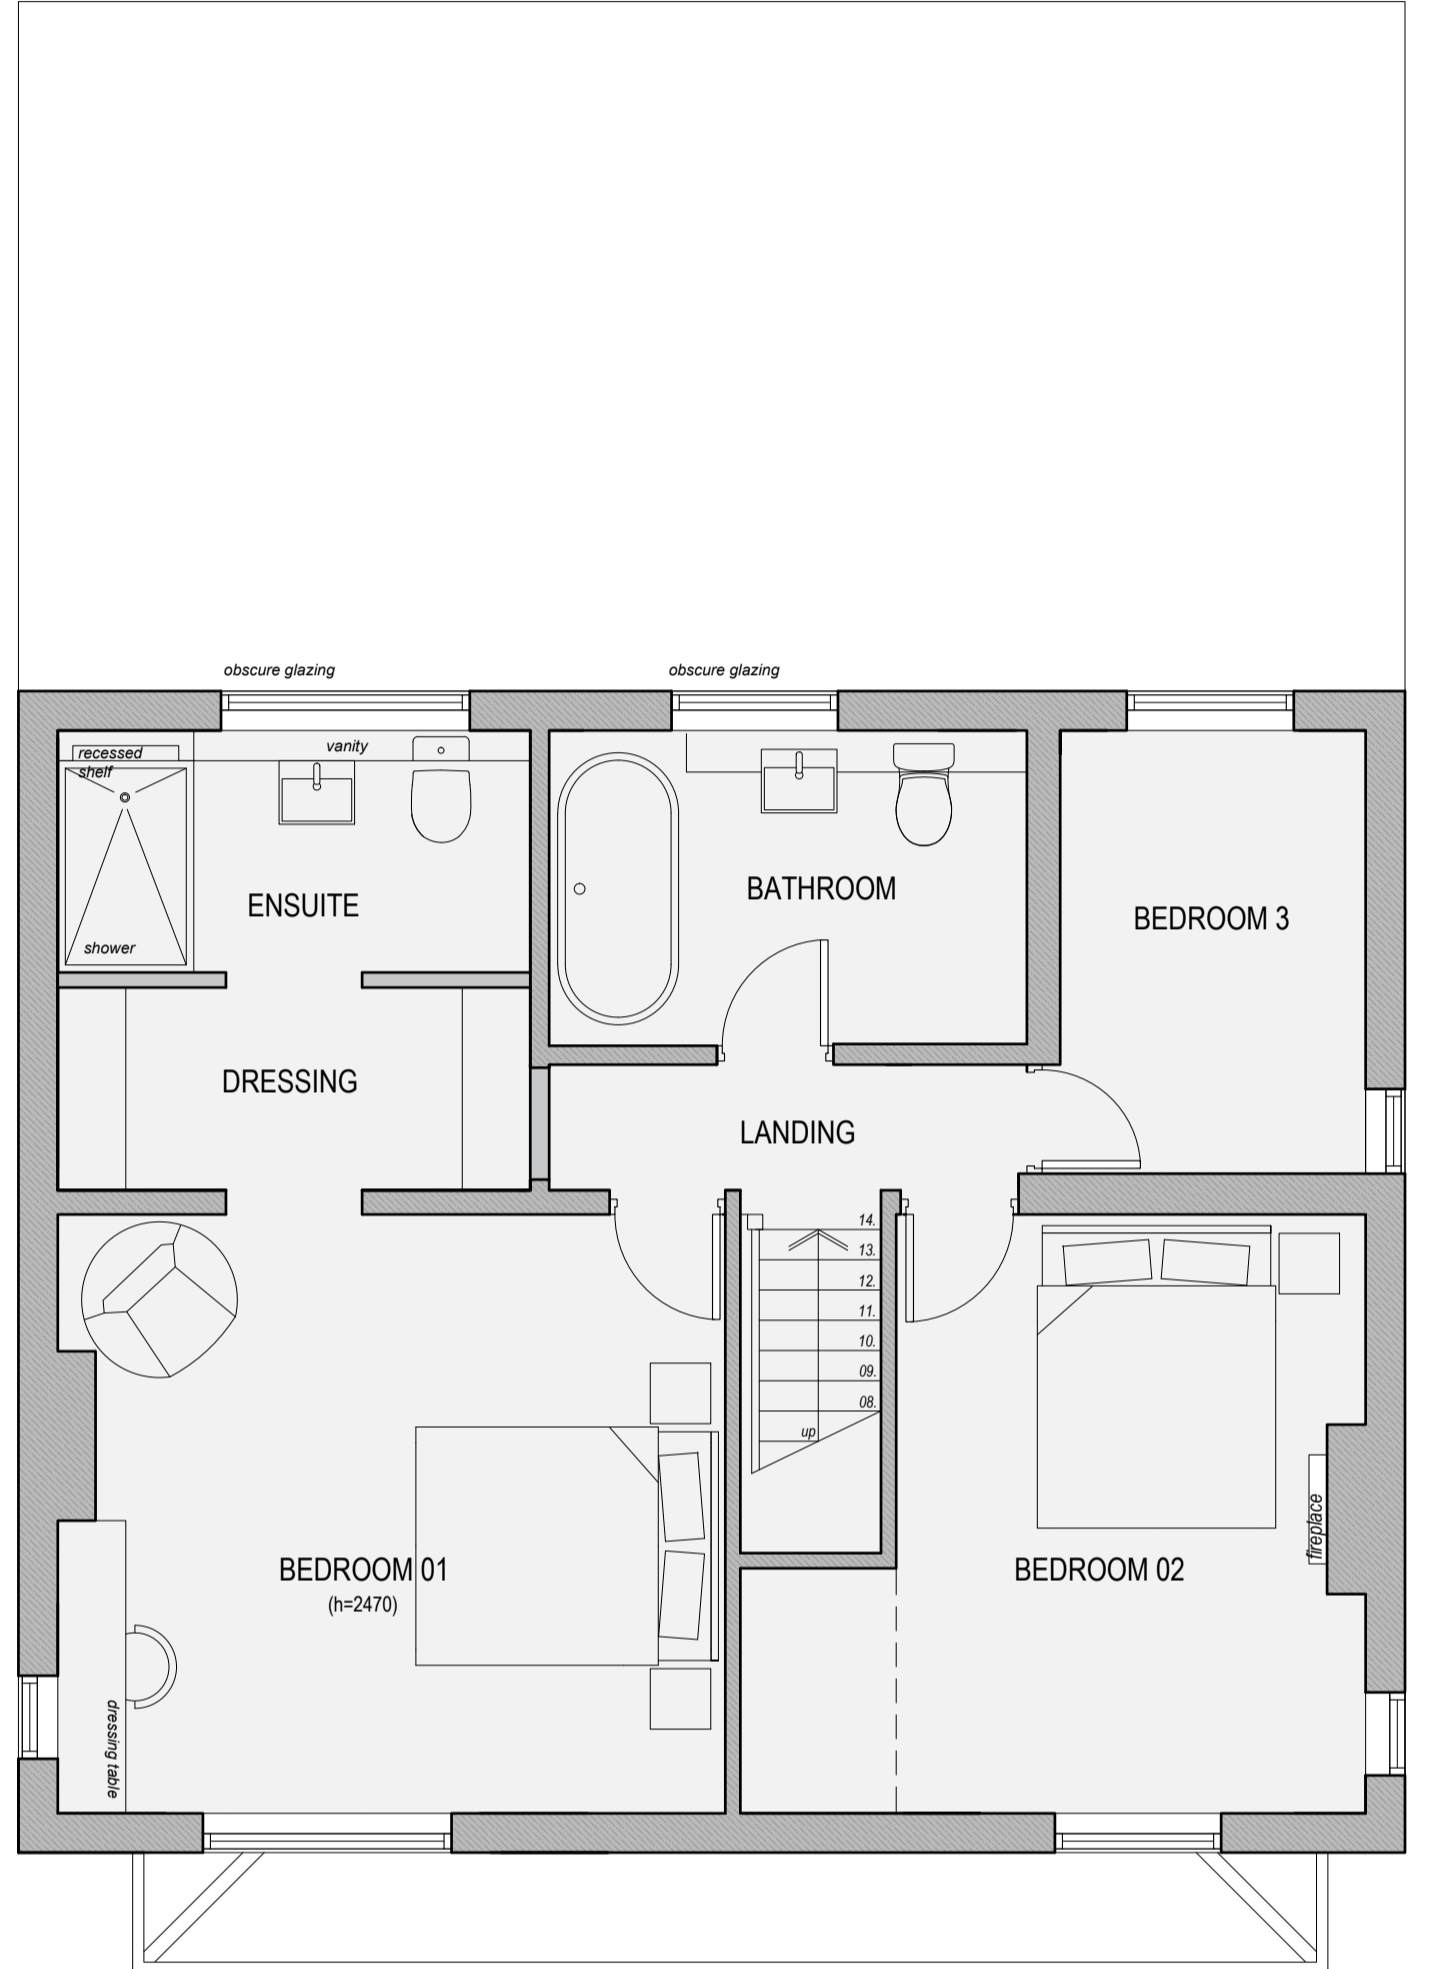 obscure glazing
obscure glazing
recessed
shelf
vanity
shower
ENSUITE
BATHROOM
BEDROOM 3
DRESSING
LANDING
14.
13.
12.
11.
10.
09.
08.
up
fireplace
BEDROOM 01
(h=2470)
BEDROOM 02
dressing table